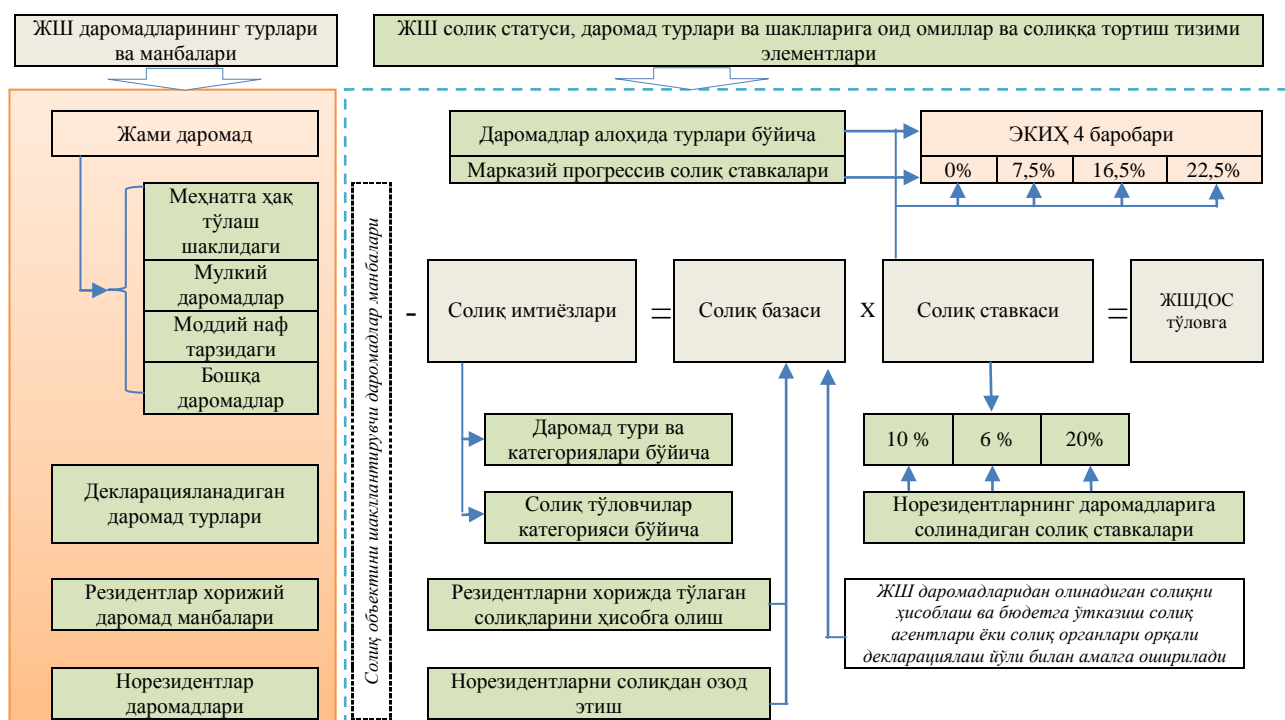 ЖШ даромадларининг турлари
ва манбалари
ЖШ солиқ статуси, даромад турлари ва шаклларига оид омиллар ва солиққа тортиш тизими
элементлари
Жами даромад
Меҳнатга ҳақ
тўлаш
шаклидаги
Мулкий
даромадлар
Моддий наф
тарзидаги
Бошқа
даромадлар
Декларацияланадиган
даромад турлари
Резидентлар хорижий
даромад манбалари
Норезидентлар
даромадлари
Солиқ объектини шакллантирувчи даромадлар манбалари
Даромадлар алоҳида турлари бўйича
Марказий прогрессив солиқ ставкалари
ЭКИҲ 4 баробари
0% 7,5% 16,5% 22,5%
- Солиқ имтиёзлари = Солиқ базаси X Солиқ ставкаси = ЖШДОС
тўловга
Даромад тури ва
категориялари бўйича
Солиқ тўловчилар
категорияси бўйича
10 % 6 % 20%
Норезидентларнинг даромадларига
солинадиган солиқ ставкалари
Резидентларни хорижда тўлаган
солиқларини ҳисобга олиш
Норезидентларни солиқдан озод
этиш
ЖШ даромадларидан олинадиган солиқни
ҳисоблаш ва бюдетга ўтказиш солиқ
агентлари ёки солиқ органлари орқали
декларациялаш йўли билан амалга оширилади